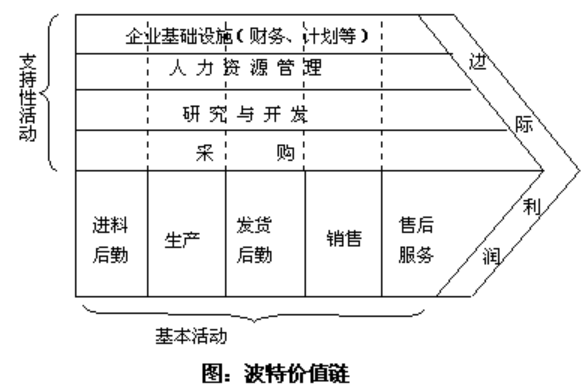 支持性活动
企业基础设施(财务、计划等)
人力资源管理
研究与开发
采购
边际利润
进料后勤
生产
发货后勤
销售
售后服务
基本活动
图：波特价值链